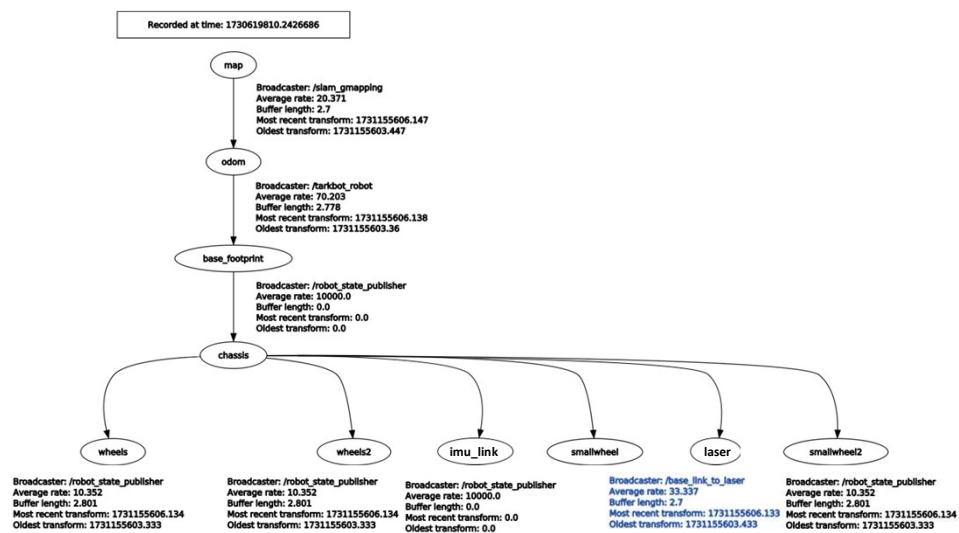 Recorded at time: 1730619810.2426686
map
Broadcaster: /slam_gmapping
Average rate: 20.371
Buffer length: 2.7
Most recent transform: 1731155606.147
Oldest transform: 1731155603.447
odom
Broadcaster: /tarkbot_robot
Average rate: 70.203
Buffer length: 2.778
Most recent transform: 1731155606.138
Oldest transform: 1731155603.36
base_footprint
Broadcaster: /robot_state_publisher
Average rate: 10000.0
Buffer length: 0.0
Most recent transform: 0.0
Oldest transform: 0.0
chassis
wheels
wheels2
imu_link
smallwheel
laser
smallwheel2
Broadcaster: /robot_state_publisher
Average rate: 10.352
Buffer length: 2.801
Most recent transform: 1731155606.134
Oldest transform: 1731155603.333
Broadcaster: /robot_state_publisher
Average rate: 10.352
Buffer length: 2.801
Most recent transform: 1731155606.134
Oldest transform: 1731155603.333
Broadcaster: /robot_state_publisher
Average rate: 10000.0
Buffer length: 0.0
Most recent transform: 0.0
Oldest transform: 0.0
Broadcaster: /base_link_to_laser
Average rate: 33.337
Buffer length: 2.7
Most recent transform: 1731155606.133
Oldest transform: 1731155603.433
Broadcaster: /robot_state_publisher
Average rate: 10.352
Buffer length: 2.801
Most recent transform: 1731155606.134
Oldest transform: 1731155603.333